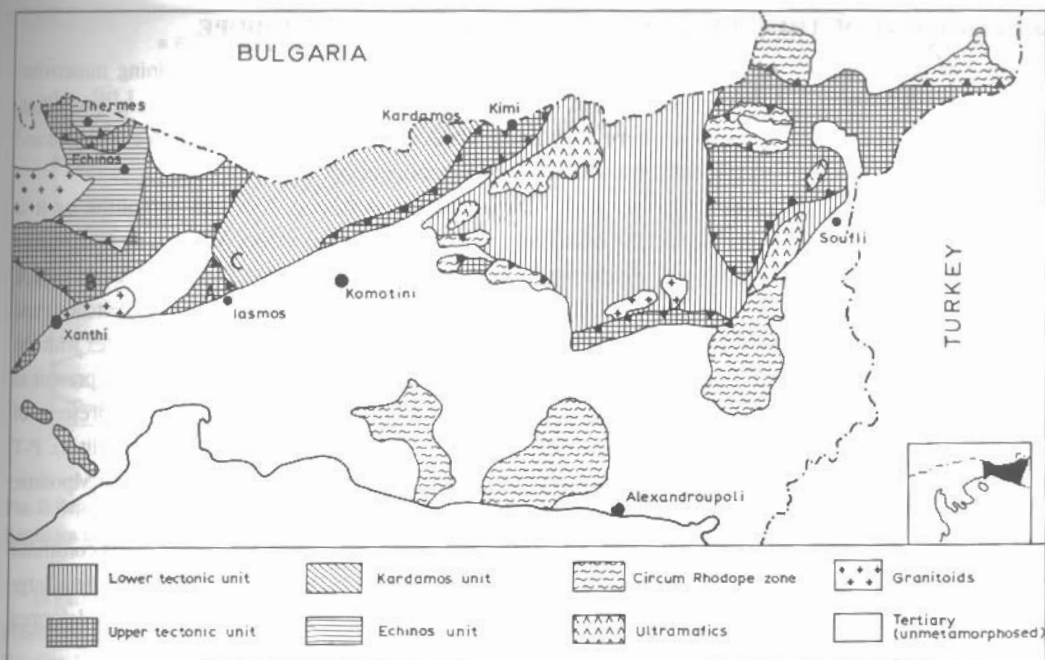 BULGARIA
Thermes
Echinos
Kardamos
Kimi
Soufli
B
C
A
Iasmos
Komotini
Xanthi
TURKEY
Alexandroupoli
Lower tectonic unit
Kardamos unit
Circum Rhodope zone
Granitoids
Upper tectonic unit
Echinos unit
Ultramafics
Tertiary
(unmetamorphosed)